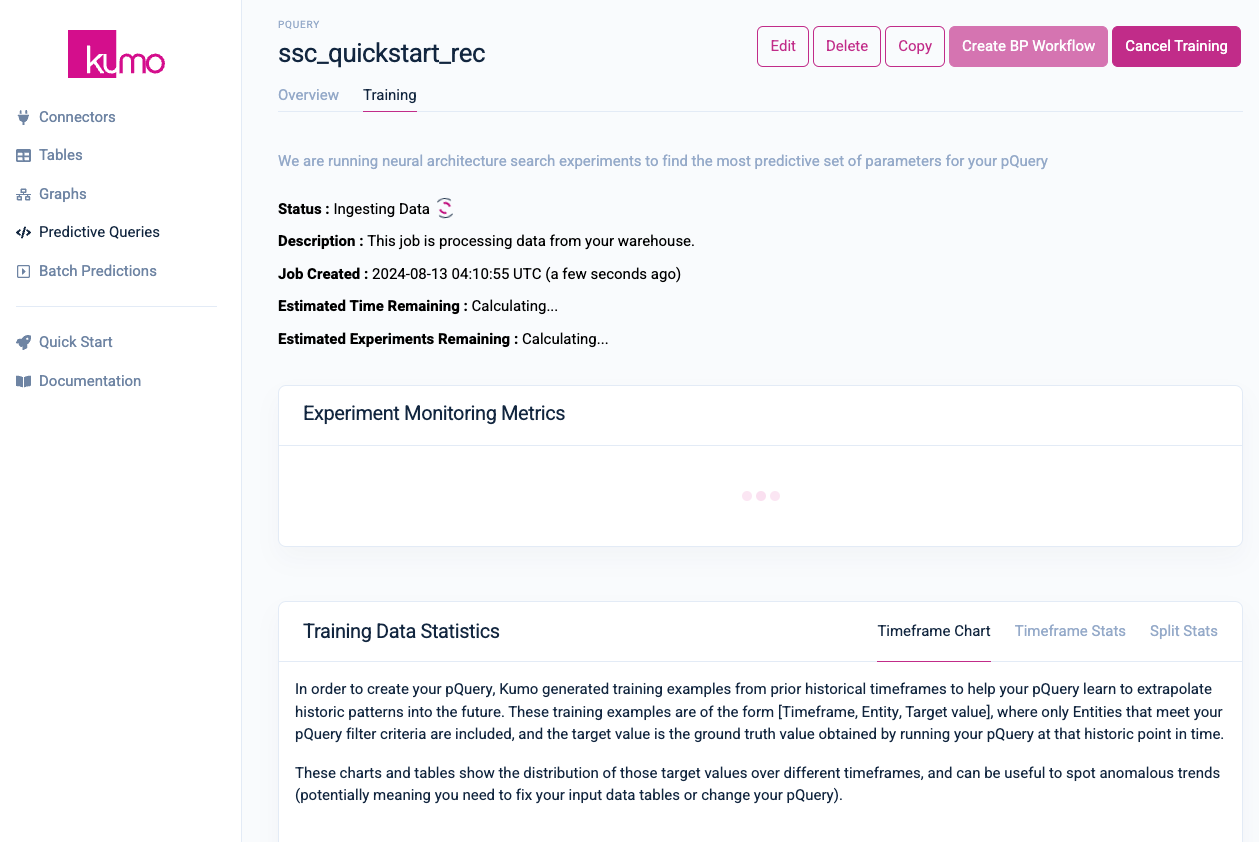 kumo
Connectors
Tables
Graphs
Predictive Queries
Batch Predictions
Quick Start
Documentation
PQUERY
ssc_quickstart_rec
Edit
Delete
Copy
Create BP Workflow
Cancel Training
Overview
Training
We are running neural architecture search experiments to find the most predictive set of parameters for your pQuery
Status : Ingesting Data
Description : This job is processing data from your warehouse.
Job Created : 2024-08-13 04:10:55 UTC (a few seconds ago)
Estimated Time Remaining : Calculating...
Estimated Experiments Remaining : Calculating...
Experiment Monitoring Metrics
Training Data Statistics
Timeframe Chart
Timeframe Stats
Split Stats
In order to create your pQuery, Kumo generated training examples from prior historical timeframes to help your pQuery learn to extrapolate
historic patterns into the future. These training examples are of the form [Timeframe, Entity, Target value], where only Entities that meet your
pQuery filter criteria are included, and the target value is the ground truth value obtained by running your pQuery at that historic point in time.
These charts and tables show the distribution of those target values over different timeframes, and can be useful to spot anomalous trends
(potentially meaning you need to fix your input data tables or change your pQuery).